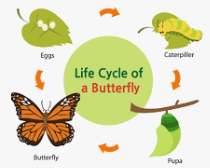 Eggs
Caterpiller
Life Cycle of
a Butterfly
Butterfly
Pupa